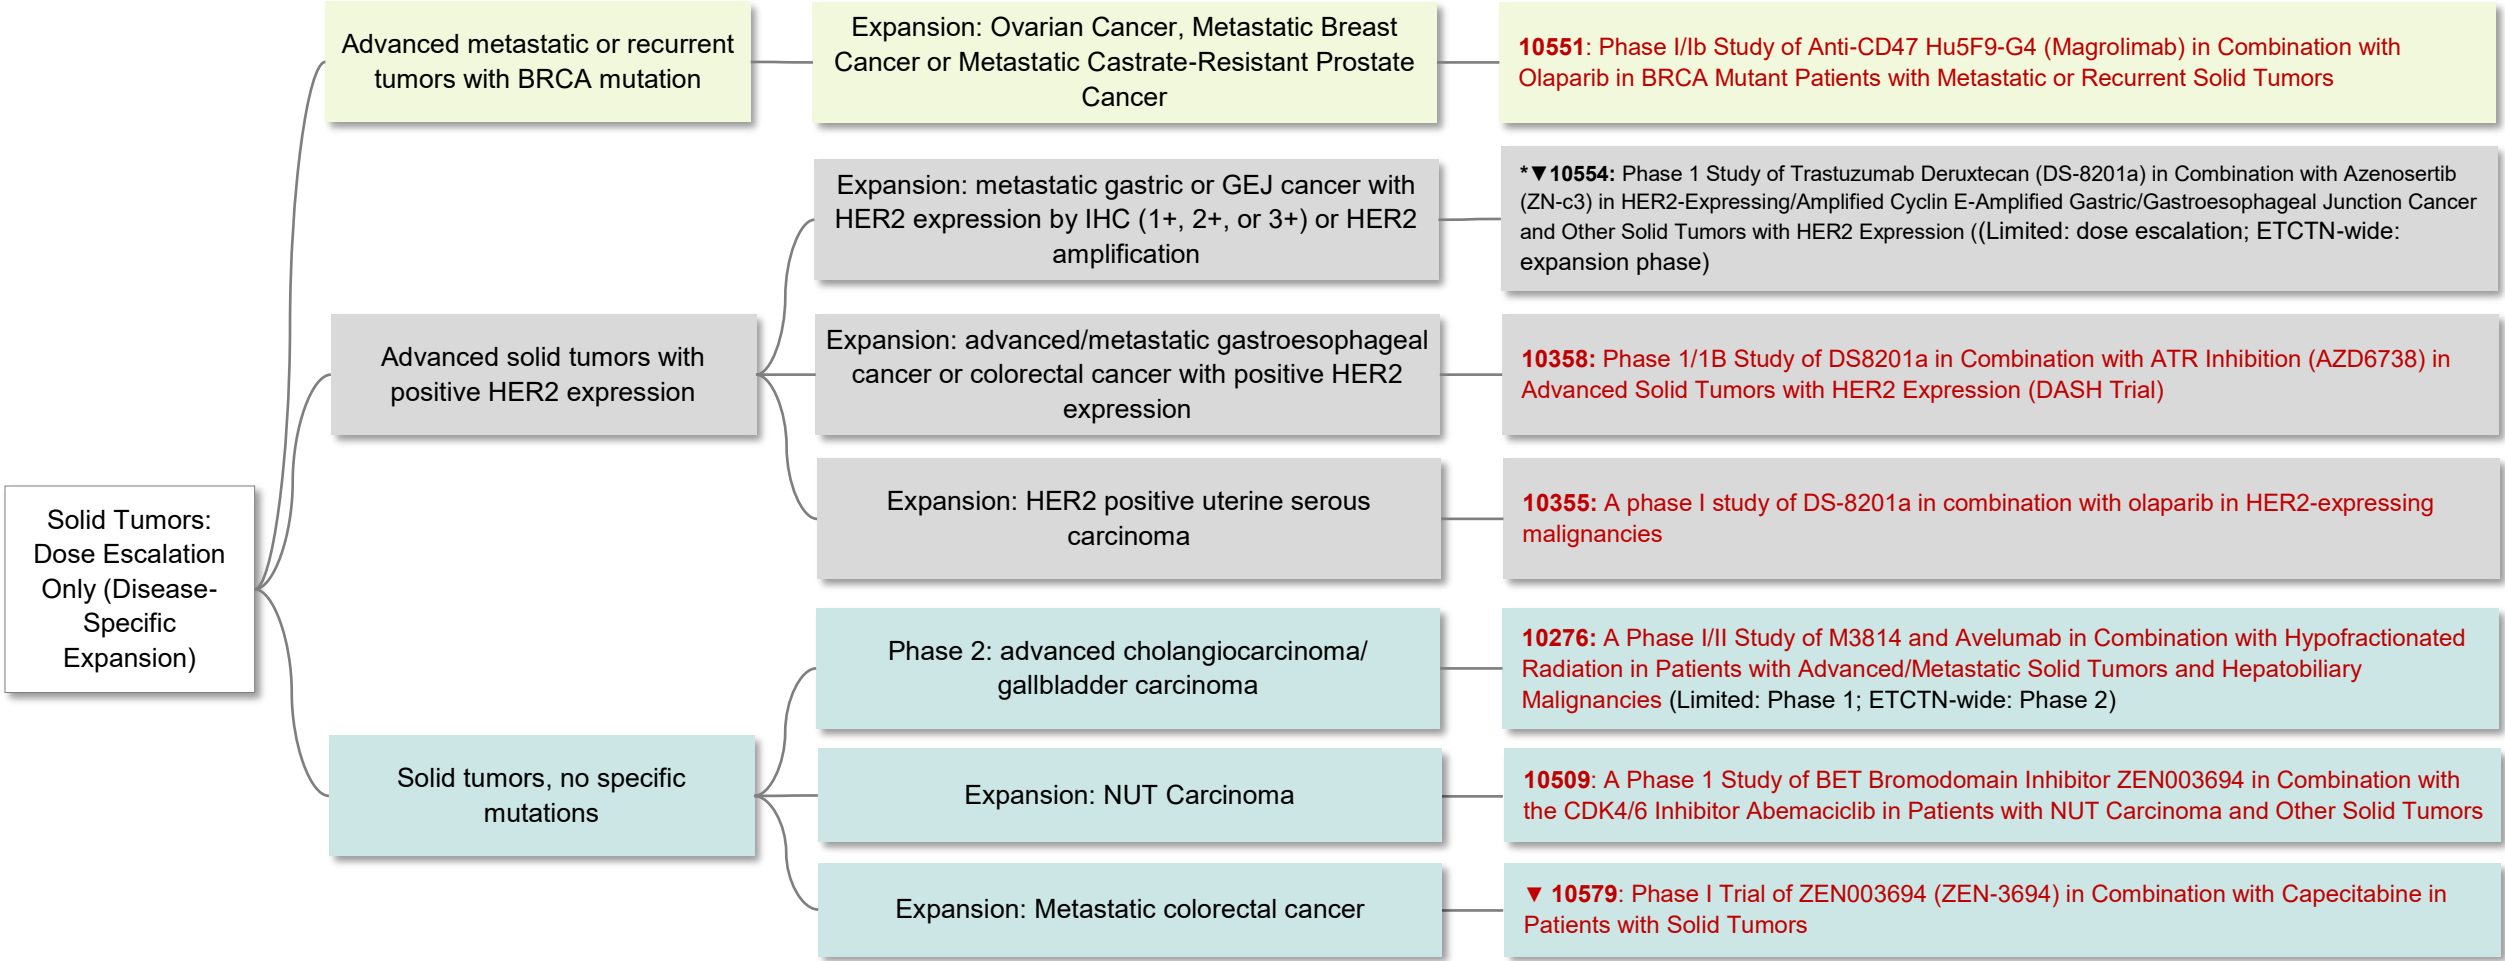 Solid Tumors:
Dose Escalation
Only (Disease-
Specific
Expansion)
Advanced metastatic or recurrent
tumors with BRCA mutation
Expansion: Ovarian Cancer, Metastatic Breast
Cancer or Metastatic Castrate-Resistant Prostate
Cancer
10551: Phase I/Ib Study of Anti-CD47 Hu5F9-G4 (Magrolimab) in Combination with
Olaparib in BRCA Mutant Patients with Metastatic or Recurrent Solid Tumors
Advanced solid tumors with
positive HER2 expression
Expansion: metastatic gastric or GEJ cancer with
HER2 expression by IHC (1+, 2+, or 3+) or HER2
amplification
*▼10554: Phase 1 Study of Trastuzumab Deruxtecan (DS-8201a) in Combination with Azenosertib
(ZN-c3) in HER2-Expressing/Amplified Cyclin E-Amplified Gastric/Gastroesophageal Junction Cancer
and Other Solid Tumors with HER2 Expression ((Limited: dose escalation; ETCTN-wide:
expansion phase)
Expansion: advanced/metastatic gastroesophageal
cancer or colorectal cancer with positive HER2
expression
10358: Phase 1/1B Study of DS8201a in Combination with ATR Inhibition (AZD6738) in
Advanced Solid Tumors with HER2 Expression (DASH Trial)
Expansion: HER2 positive uterine serous
carcinoma
10355: A phase I study of DS-8201a in combination with olaparib in HER2-expressing
malignancies
Solid tumors, no specific
mutations
Phase 2: advanced cholangiocarcinoma/
gallbladder carcinoma
10276: A Phase I/II Study of M3814 and Avelumab in Combination with Hypofractionated
Radiation in Patients with Advanced/Metastatic Solid Tumors and Hepatobiliary
Malignancies (Limited: Phase 1; ETCTN-wide: Phase 2)
Expansion: NUT Carcinoma
10509: A Phase 1 Study of BET Bromodomain Inhibitor ZEN003694 in Combination with
the CDK4/6 Inhibitor Abemaciclib in Patients with NUT Carcinoma and Other Solid Tumors
Expansion: Metastatic colorectal cancer
▼ 10579: Phase I Trial of ZEN003694 (ZEN-3694) in Combination with Capecitabine in
Patients with Solid Tumors